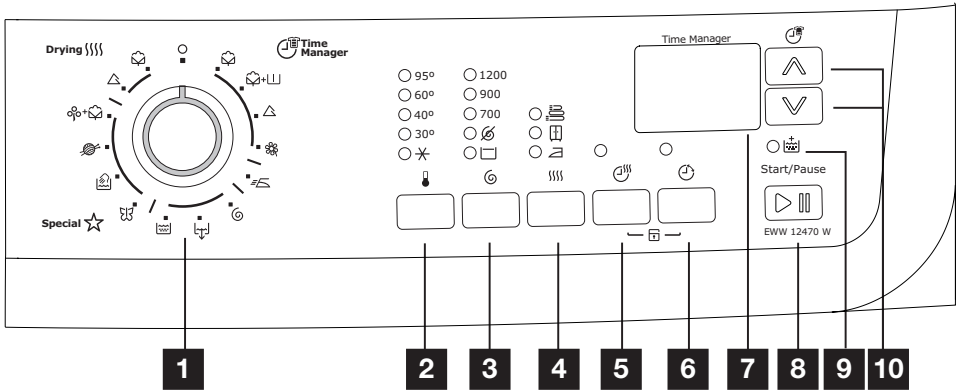 Drying
Time
Manager
Special
95º
60º
40º
30º
1200
900
700
Time Manager
Start/Pause
EWW 12470 W
1
2
3
4
5
6
7
8
9
10